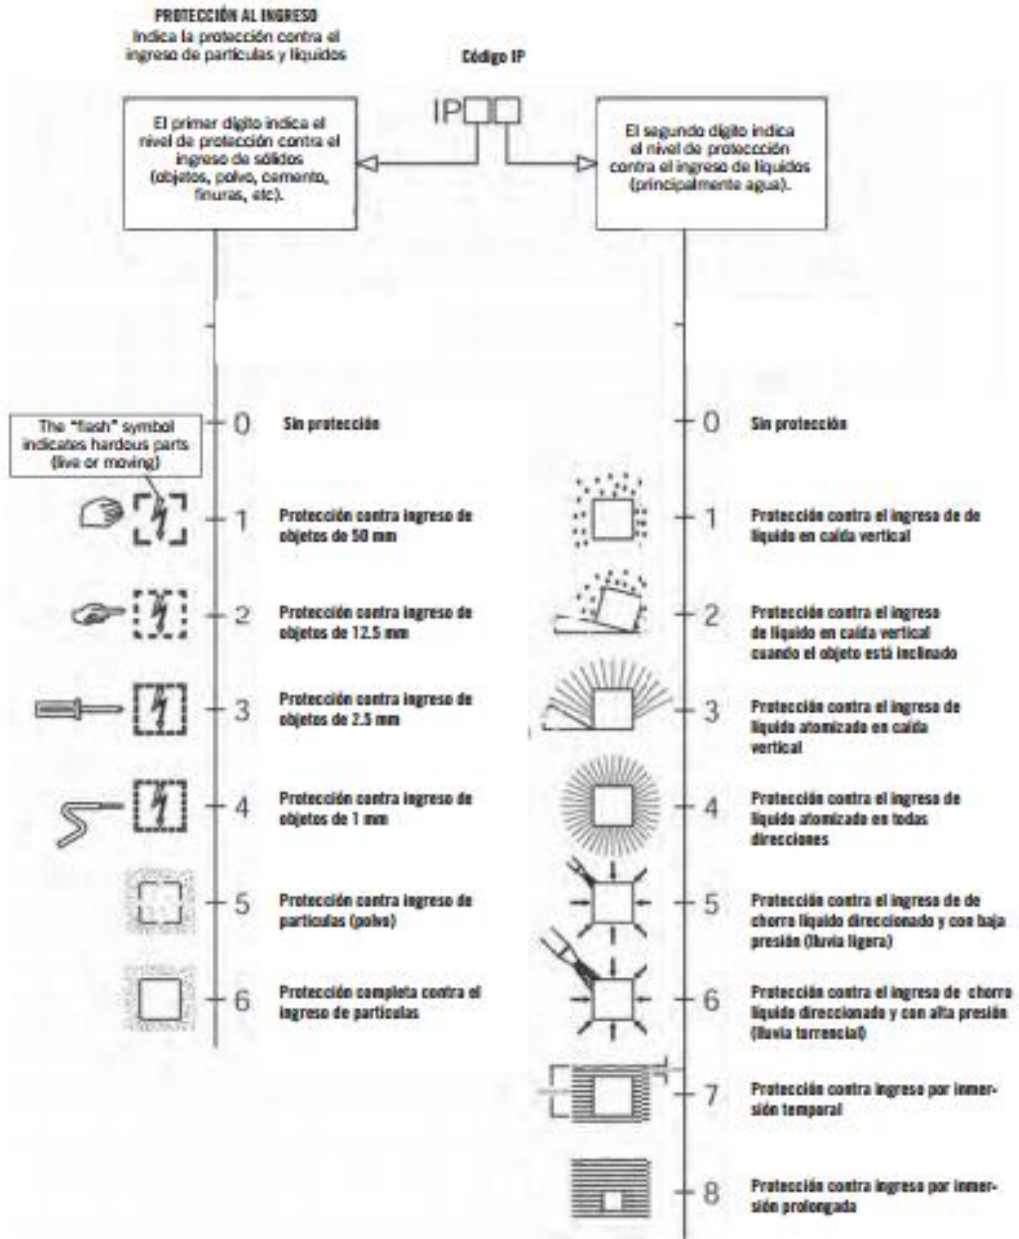 PROTECCIÓN AL INGRESO
Indica la protección contra el
ingreso de partículas y líquidos
Código IP
IP
El primer dígito indica el
nivel de protección contra el
ingreso de sólidos
(objetos, polvo, cemento,
finuras, etc).
El segundo dígito indica
el nivel de proteccción
contra el ingreso de líquidos
(principalmente agua).
The "flash" symbol
indicates hardous parts
(live or moving)
0 Sin protección
1 Protección contra ingreso de
objetos de 50 mm
2 Protección contra ingreso de
objetos de 12.5 mm
3 Protección contra ingreso de
objetos de 2.5 mm
4 Protección contra ingreso de
objetos de 1 mm
5 Protección contra ingreso de
partículas (polvo)
6 Protección completa contra el
ingreso de partículas
0 Sin protección
1 Protección contra el ingreso de de
líquido en caída vertical
2 Protección contra el ingreso
de líquido en caída vertical
cuando el objeto está inclinado
3 Protección contra el ingreso de
líquido atomizado en caída
vertical
4 Protección contra el ingreso de
líquido atomizado en todas
direcciones
5 Protección contra el ingreso de de
chorro líquido direccionado y con baja
presión (lluvia ligera)
6 Protección contra el ingreso de chorro
líquido direccionado y con alta presión
(lluvia torrencial)
7 Protección contra ingreso por inmer-
sión temporal
8 Protección contra ingreso por inmer-
sión prolongada